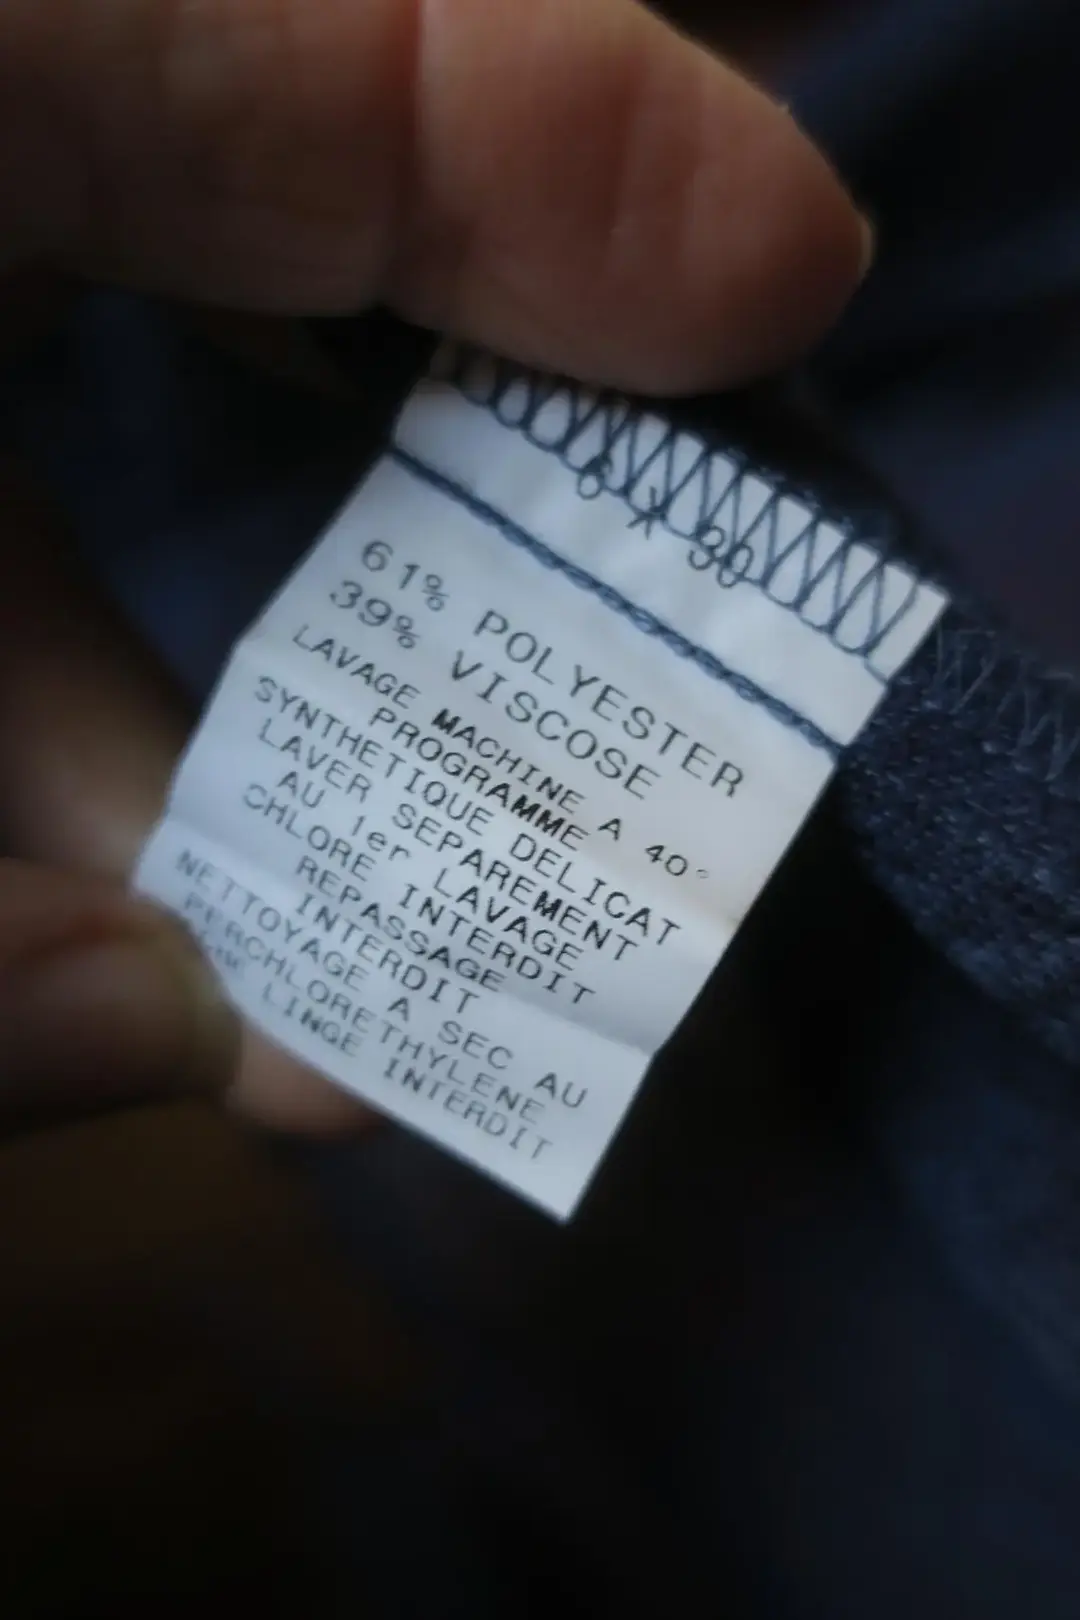 6 X 30
61% POLYESTER
39% VISCOSE
LAVAGE MACHINE A 40°
PROGRAMME
SYNTHETIQUE DELICAT
LAVER SEPAREMENT
AU 1er LAVAGE
CHLORE INTERDIT
REPASSAGE
INTERDIT
NETTOYAGE A SEC AU
PERCHLORETHYLENE
LINGE INTERDIT